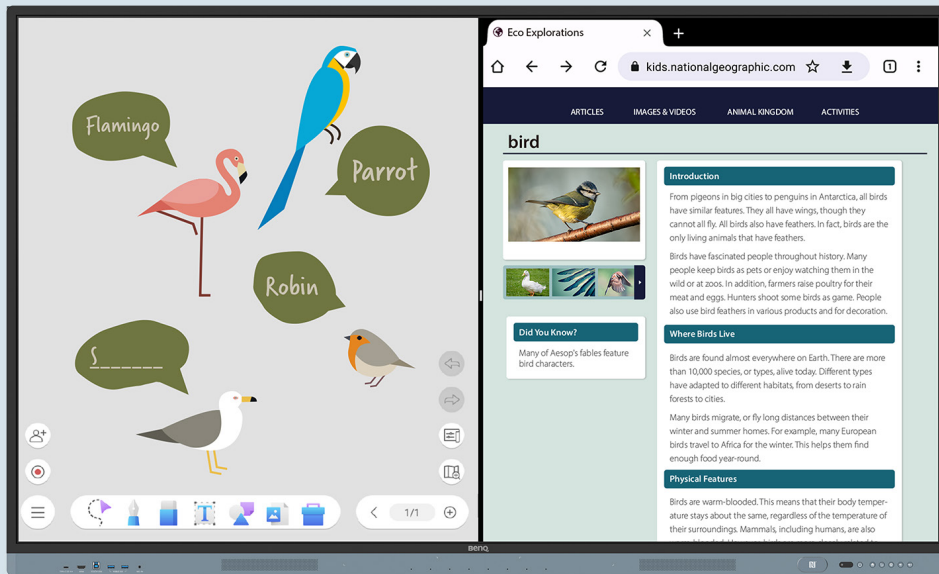 Flamingo
Parrot
Robin
S_______
1/1
Eco Explorations
kids.nationalgeographic.com
1
ARTICLES IMAGES & VIDEOS ANIMAL KINGDOM ACTIVITIES
bird
Did You Know?
Many of Aesop's fables feature
bird characters.
Introduction
From pigeons in big cities to penguins in Antarctica, all birds
have similar features. They all have wings, though they
cannot all fly. All birds also have feathers. In fact, birds are the
only living animals that have feathers.
Birds have fascinated people throughout history. Many
people keep birds as pets or enjoy watching them in the
wild or at zoos. In addition, farmers raise poultry for their
meat and eggs. Hunters shoot some birds as game. People
also use bird feathers in various products and for decoration.
Where Birds Live
Birds are found almost everywhere on Earth. There are more
than 10,000 species, or types, alive today. Different types
have adapted to different habitats, from deserts to rain
forests to cities.
Many birds migrate, or fly long distances between their
winter and summer homes. For example, many European
birds travel to Africa for the winter. This helps them find
enough food year-round.
Physical Features
Birds are warm-blooded. This means that their body temper-
ature stays about the same, regardless of the temperature of
their surroundings. Mammals, including humans, are also
BenQ